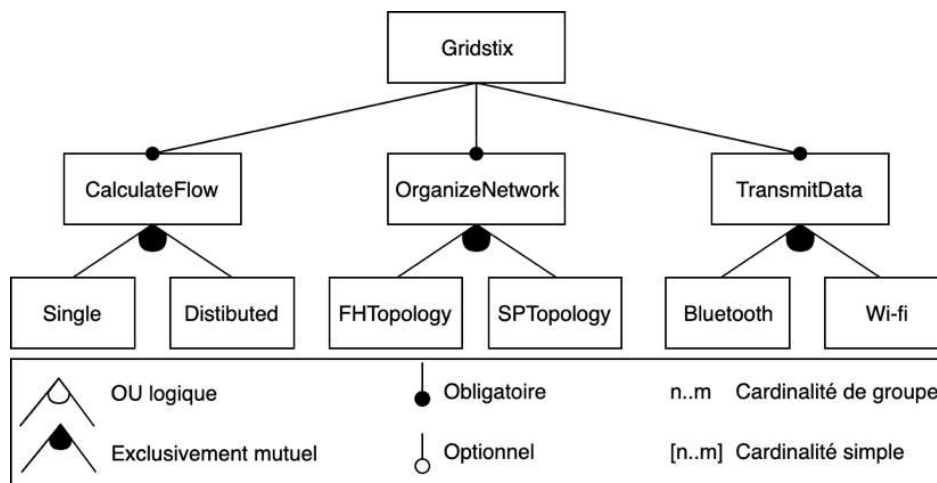 Gridstix
CalculateFlow OrganizeNetwork TransmitData
Single Distibuted FHTopology SPTopology Bluetooth Wi-fi
OU logique Obligatoire n..m Cardinalité de groupe
Exclusivement mutuel Optionnel [n..m] Cardinalité simple